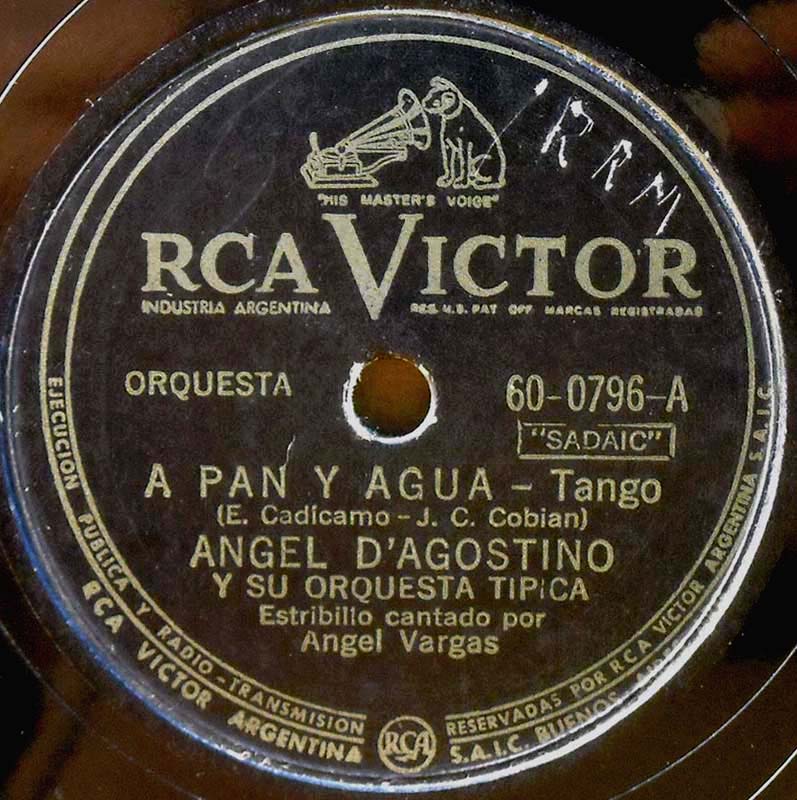 RRM
"HIS MASTER'S VOICE"
RCA VICTOR
INDUSTRIA ARGENTINA
REG. U.S. PAT OFF MARCAS REGISTRADAS
ORQUESTA
60-0796-A
"SADAIC"
A PAN Y AGUA – Tango
(E. Cadícamo – J. C. Cobian)
ANGEL D'AGOSTINO
Y SU ORQUESTA TIPICA
Estribillo cantado por
Angel Vargas
EJECUCION PUBLICA Y RADIO-TRANSMISION
RESERVADAS POR RCA VICTOR ARGENTINA S.A.I.C.
RCA VICTOR ARGENTINA
RCA
S.A.I.C. BUENOS